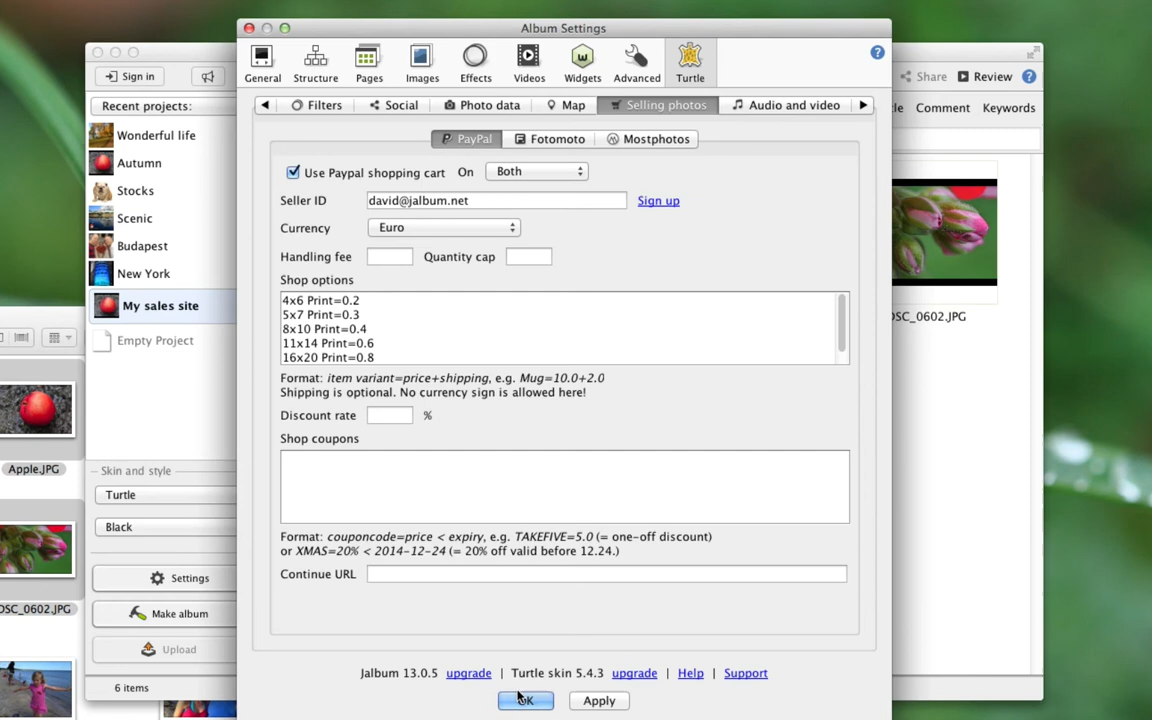 Album Settings
General
Structure
Pages
Images
Effects
Videos
Widgets
Advanced
Turtle
Filters
Social
Photo data
Map
Selling photos
Audio and video
PayPal
Fotomoto
Mostphotos
Use Paypal shopping cart On Both
Seller ID david@jalbum.net Sign up
Currency Euro
Handling fee Quantity cap
Shop options
4x6 Print=0.2
5x7 Print=0.3
8x10 Print=0.4
11x14 Print=0.6
16x20 Print=0.8
Format: item variant=price+shipping, e.g. Mug=10.0+2.0
Shipping is optional. No currency sign is allowed here!
Discount rate %
Shop coupons
Format: couponcode=price < expiry, e.g. TAKEFIVE=5.0 (= one-off discount)
or XMAS=20% < 2014-12-24 (= 20% off valid before 12.24.)
Continue URL
Jalbum 13.0.5 upgrade | Turtle skin 5.4.3 upgrade | Help | Support
Apply
Sign in
Recent projects:
Wonderful life
Autumn
Stocks
Scenic
Budapest
New York
My sales site
Empty Project
Skin and style
Turtle
Black
Settings
Make album
Upload
6 items
Apple.JPG
DSC_0602.JPG
Share
Review
Comment
Keywords